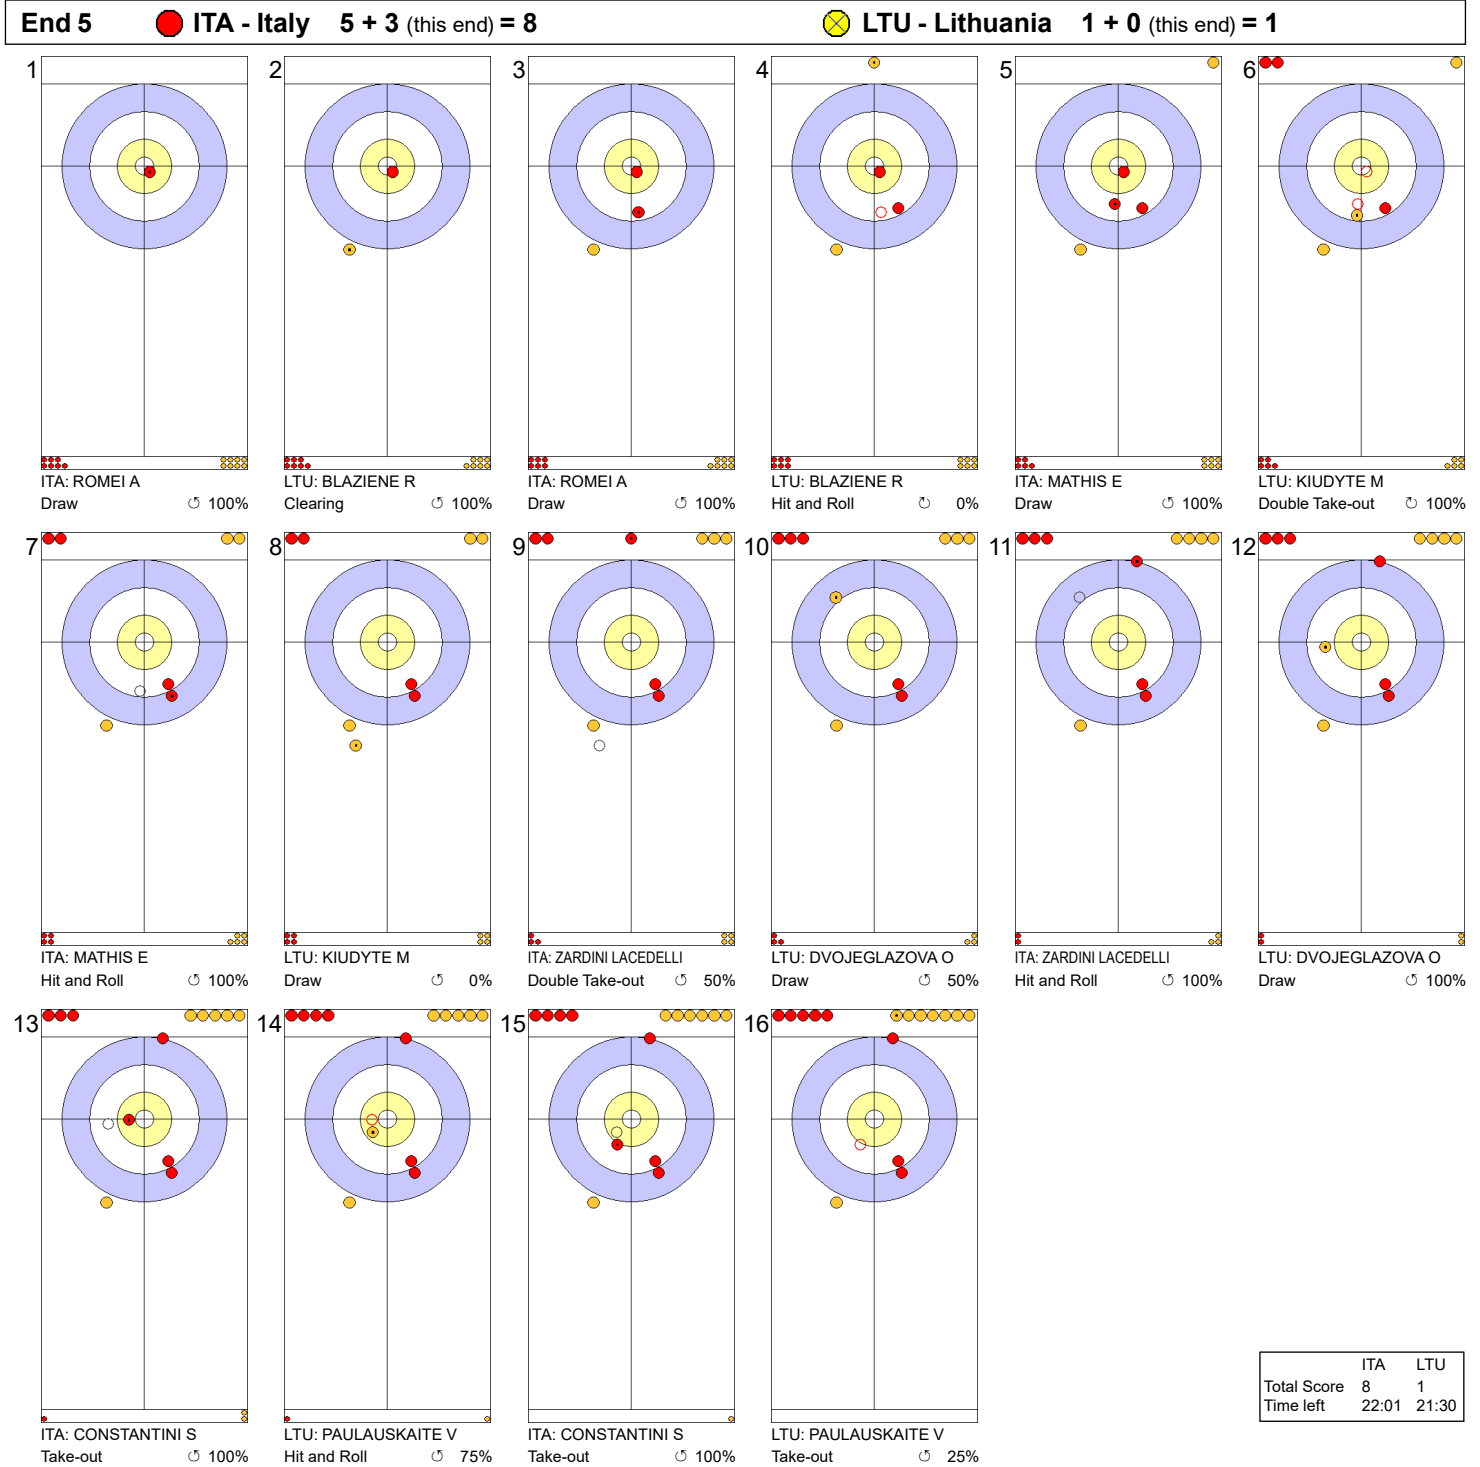 End 5 ITA - Italy 5 + 3 (this end) = 8 LTU - Lithuania 1 + 0 (this end) = 1
1 2 3 4 5 6
ITA: ROMEI A LTU: BLAZIENE R ITA: ROMEI A LTU: BLAZIENE R ITA: MATHIS E LTU: KIUDYTE M
Draw ↺ 100% Clearing ↺ 100% Draw ↺ 100% Hit and Roll ↻ 0% Draw ↺ 100% Double Take-out ↻ 100%
7 8 9 10 11 12
ITA: MATHIS E LTU: KIUDYTE M ITA: ZARDINI LACEDELLI LTU: DVOJEGLAZOVA O ITA: ZARDINI LACEDELLI LTU: DVOJEGLAZOVA O
Hit and Roll ↺ 100% Draw ↺ 0% Double Take-out ↺ 50% Draw ↺ 50% Hit and Roll ↺ 100% Draw ↺ 100%
13 14 15 16
ITA LTU
Total Score 8 1
Time left 22:01 21:30
ITA: CONSTANTINI S LTU: PAULAUSKAITE V ITA: CONSTANTINI S LTU: PAULAUSKAITE V
Take-out ↺ 100% Hit and Roll ↺ 75% Take-out ↺ 100% Take-out ↺ 25%